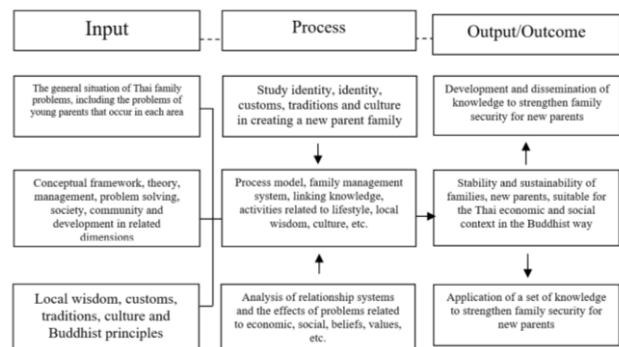 Input
Process
Output/Outcome
The general situation of Thai family
problems, including the problems of
young parents that occur in each area
Study identity, identity,
customs, traditions and culture
in creating a new parent family
Development and dissemination of
knowledge to strengthen family
security for new parents
Conceptual framework, theory,
management, problem solving,
society, community and
development in related
dimensions
Process model, family management
system, linking knowledge,
activities related to lifestyle, local
wisdom, culture, etc.
Stability and sustainability of
families, new parents, suitable for
the Thai economic and social
context in the Buddhist way
Local wisdom, customs,
traditions, culture and
Buddhist principles
Analysis of relationship systems
and the effects of problems related
to economic, social, beliefs, values,
etc.
Application of a set of knowledge
to strengthen family security for
new parents